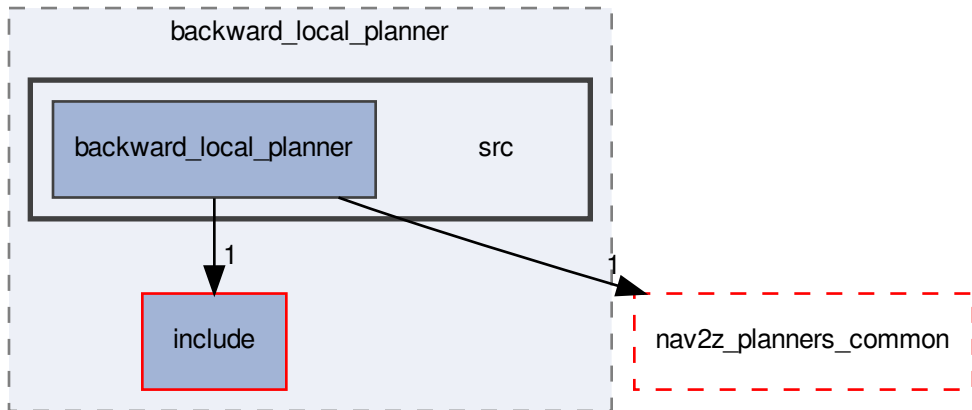 backward_local_planner
backward_local_planner
src
1
1
include
nav2z_planners_common